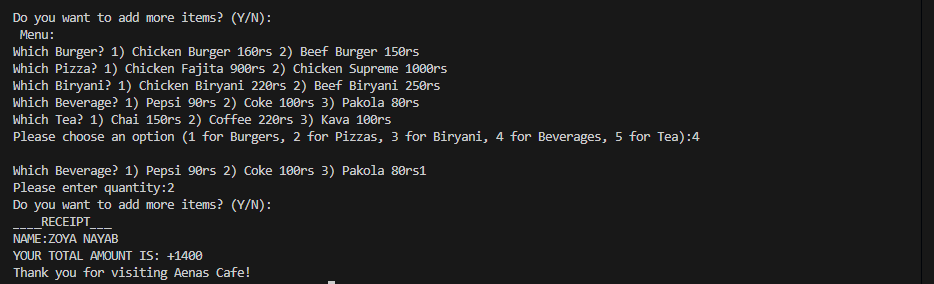 Do you want to add more items? (Y/N):
Menu:
Which Burger? 1) Chicken Burger 160rs 2) Beef Burger 150rs
Which Pizza? 1) Chicken Fajita 900rs 2) Chicken Supreme 1000rs
Which Biryani? 1) Chicken Biryani 220rs 2) Beef Biryani 250rs
Which Beverage? 1) Pepsi 90rs 2) Coke 100rs 3) Pakola 80rs
Which Tea? 1) Chai 150rs 2) Coffee 220rs 3) Kava 100rs
Please choose an option (1 for Burgers, 2 for Pizzas, 3 for Biryani, 4 for Beverages, 5 for Tea):4
Which Beverage? 1) Pepsi 90rs 2) Coke 100rs 3) Pakola 80rs1
Please enter quantity:2
Do you want to add more items? (Y/N):
____RECEIPT___
NAME:ZOYA NAYAB
YOUR TOTAL AMOUNT IS: +1400
Thank you for visiting Aenas Cafe!